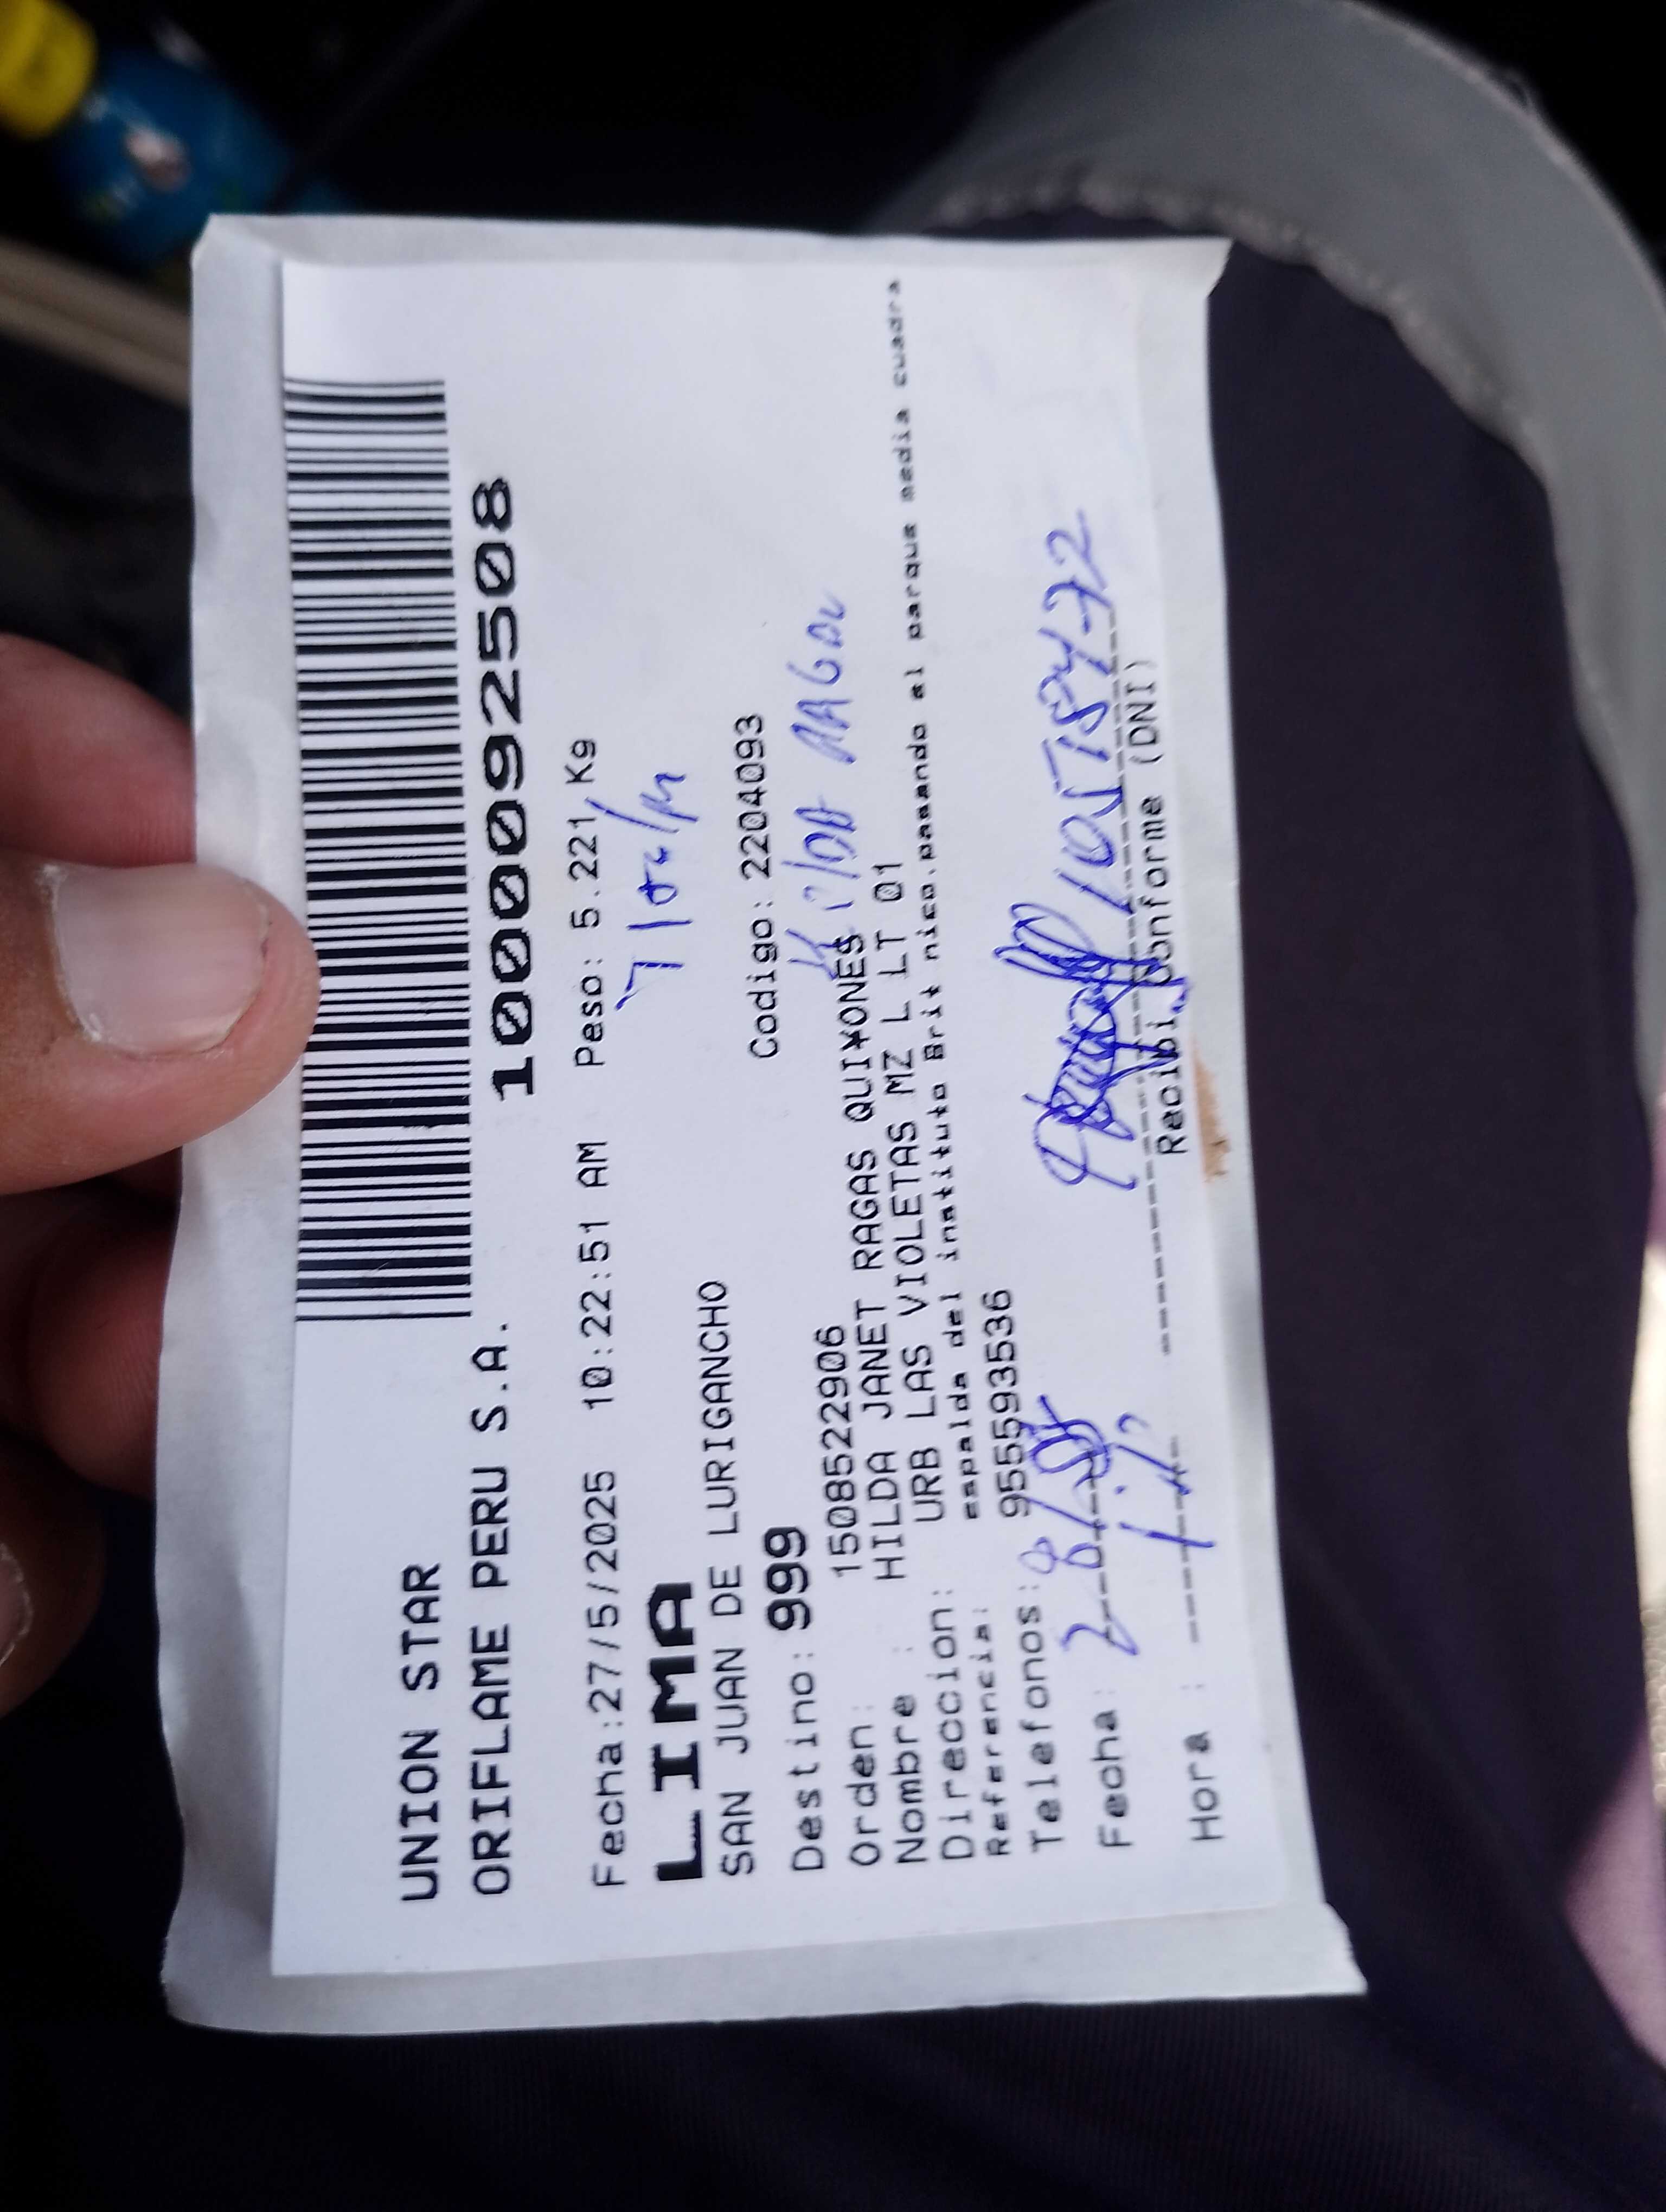 UNION STAR
ORIFLAME PERU S.A.
1000092508
Fecha:27/5/2025 10:22:51 AM Peso: 5.221 Kg
LIMA
SAN JUAN DE LURIGANCHO
Destino: 999 Codigo: 2204093
Orden: 1508522906
Nombre : HILDA JANET RAGAS QUI¥ONES
Direccion: URB LAS VIOLETAS MZ L LT 01
Referencia: espalda del instituto Brit nico.pasando el parque media cuadra
Telefonos: 955593536
Fecha:
Hora :
Recibi Conforme (DNI)